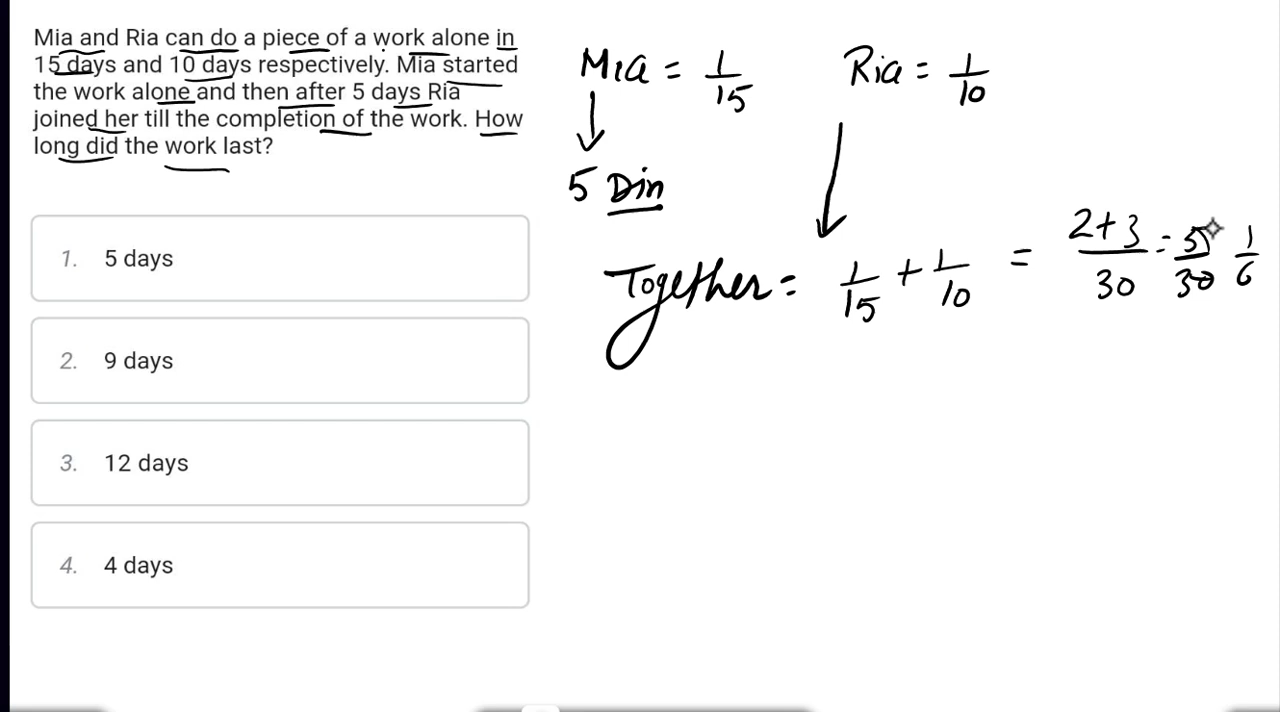 Mia and Ria can do a piece of a work alone in
15 days and 10 days respectively. Mia started
the work alone and then after 5 days Ria
joined her till the completion of the work. How
long did the work last?
1. 5 days
2. 9 days
3. 12 days
4. 4 days
MIA = 1/15 Ria = 1/10
5 Din
Together = 1/15 + 1/10 = 2+3/30 = 5/30 1/6